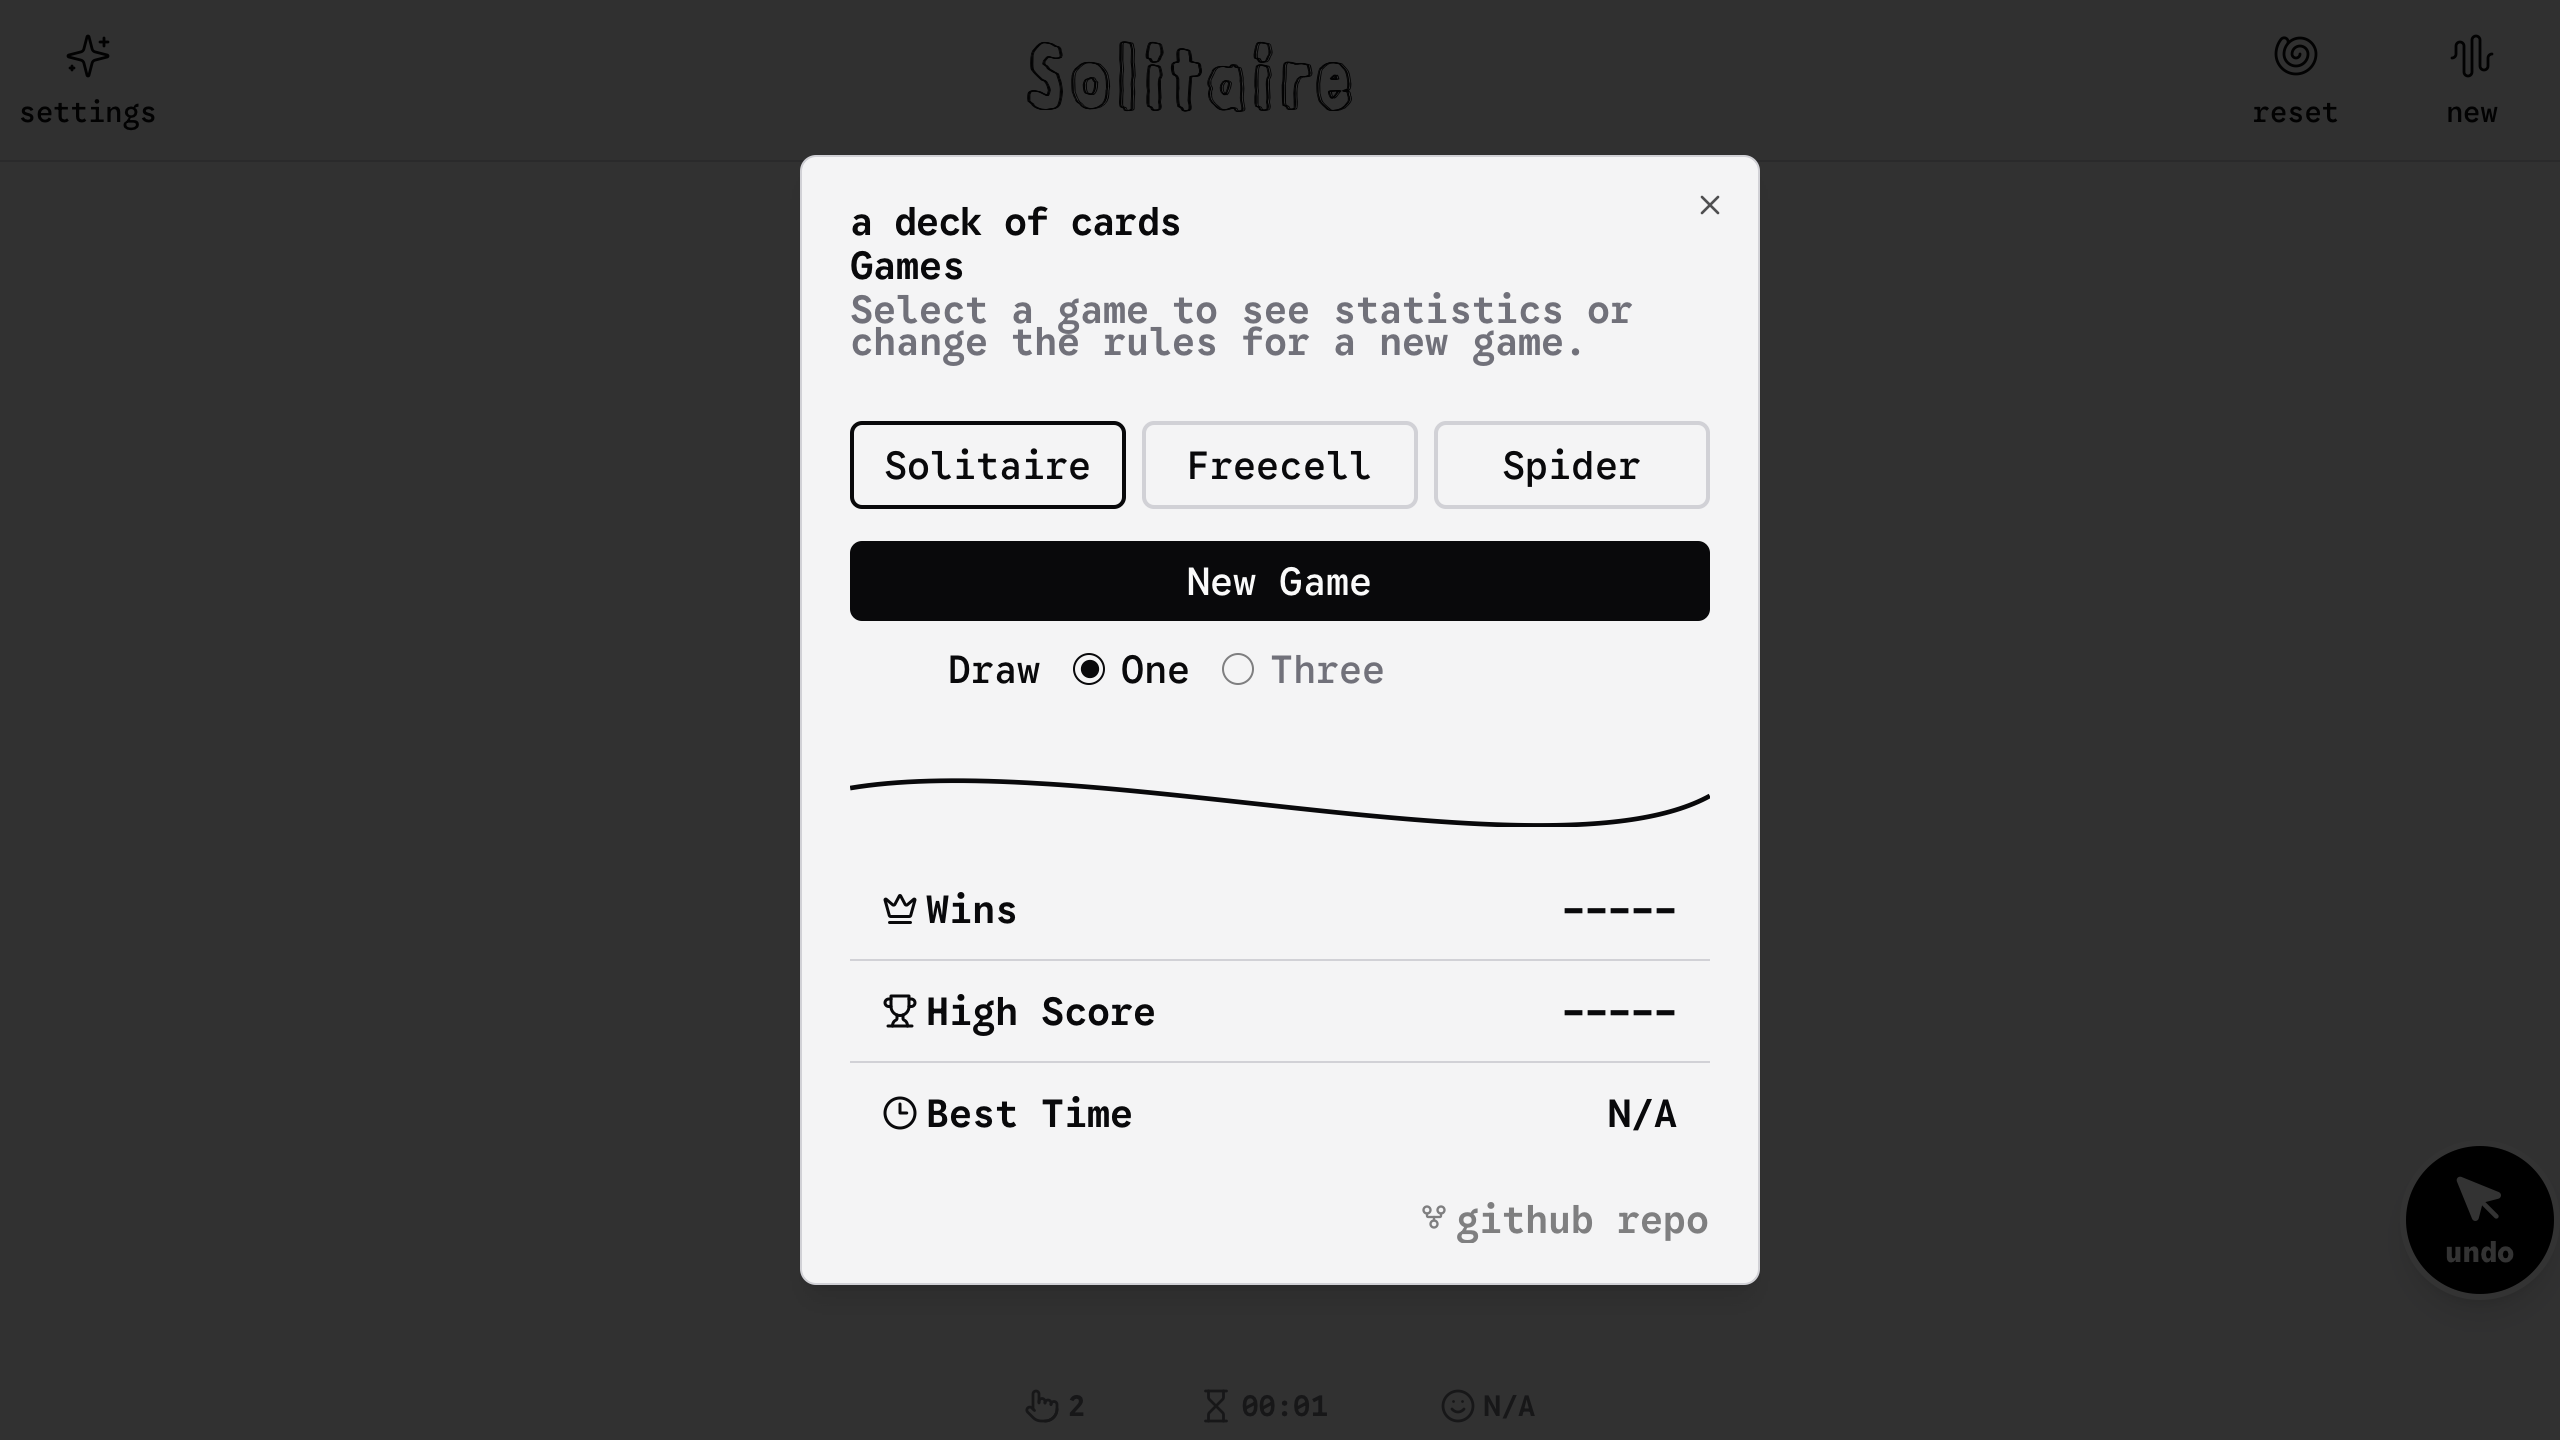 settings
Solitaire
reset
new
a deck of cards
Games
Select a game to see statistics or
change the rules for a new game.
Solitaire
Freecell
Spider
New Game
Draw
One
Three
Wins
-----
High Score
-----
Best Time
N/A
github repo
undo
2
00:01
N/A